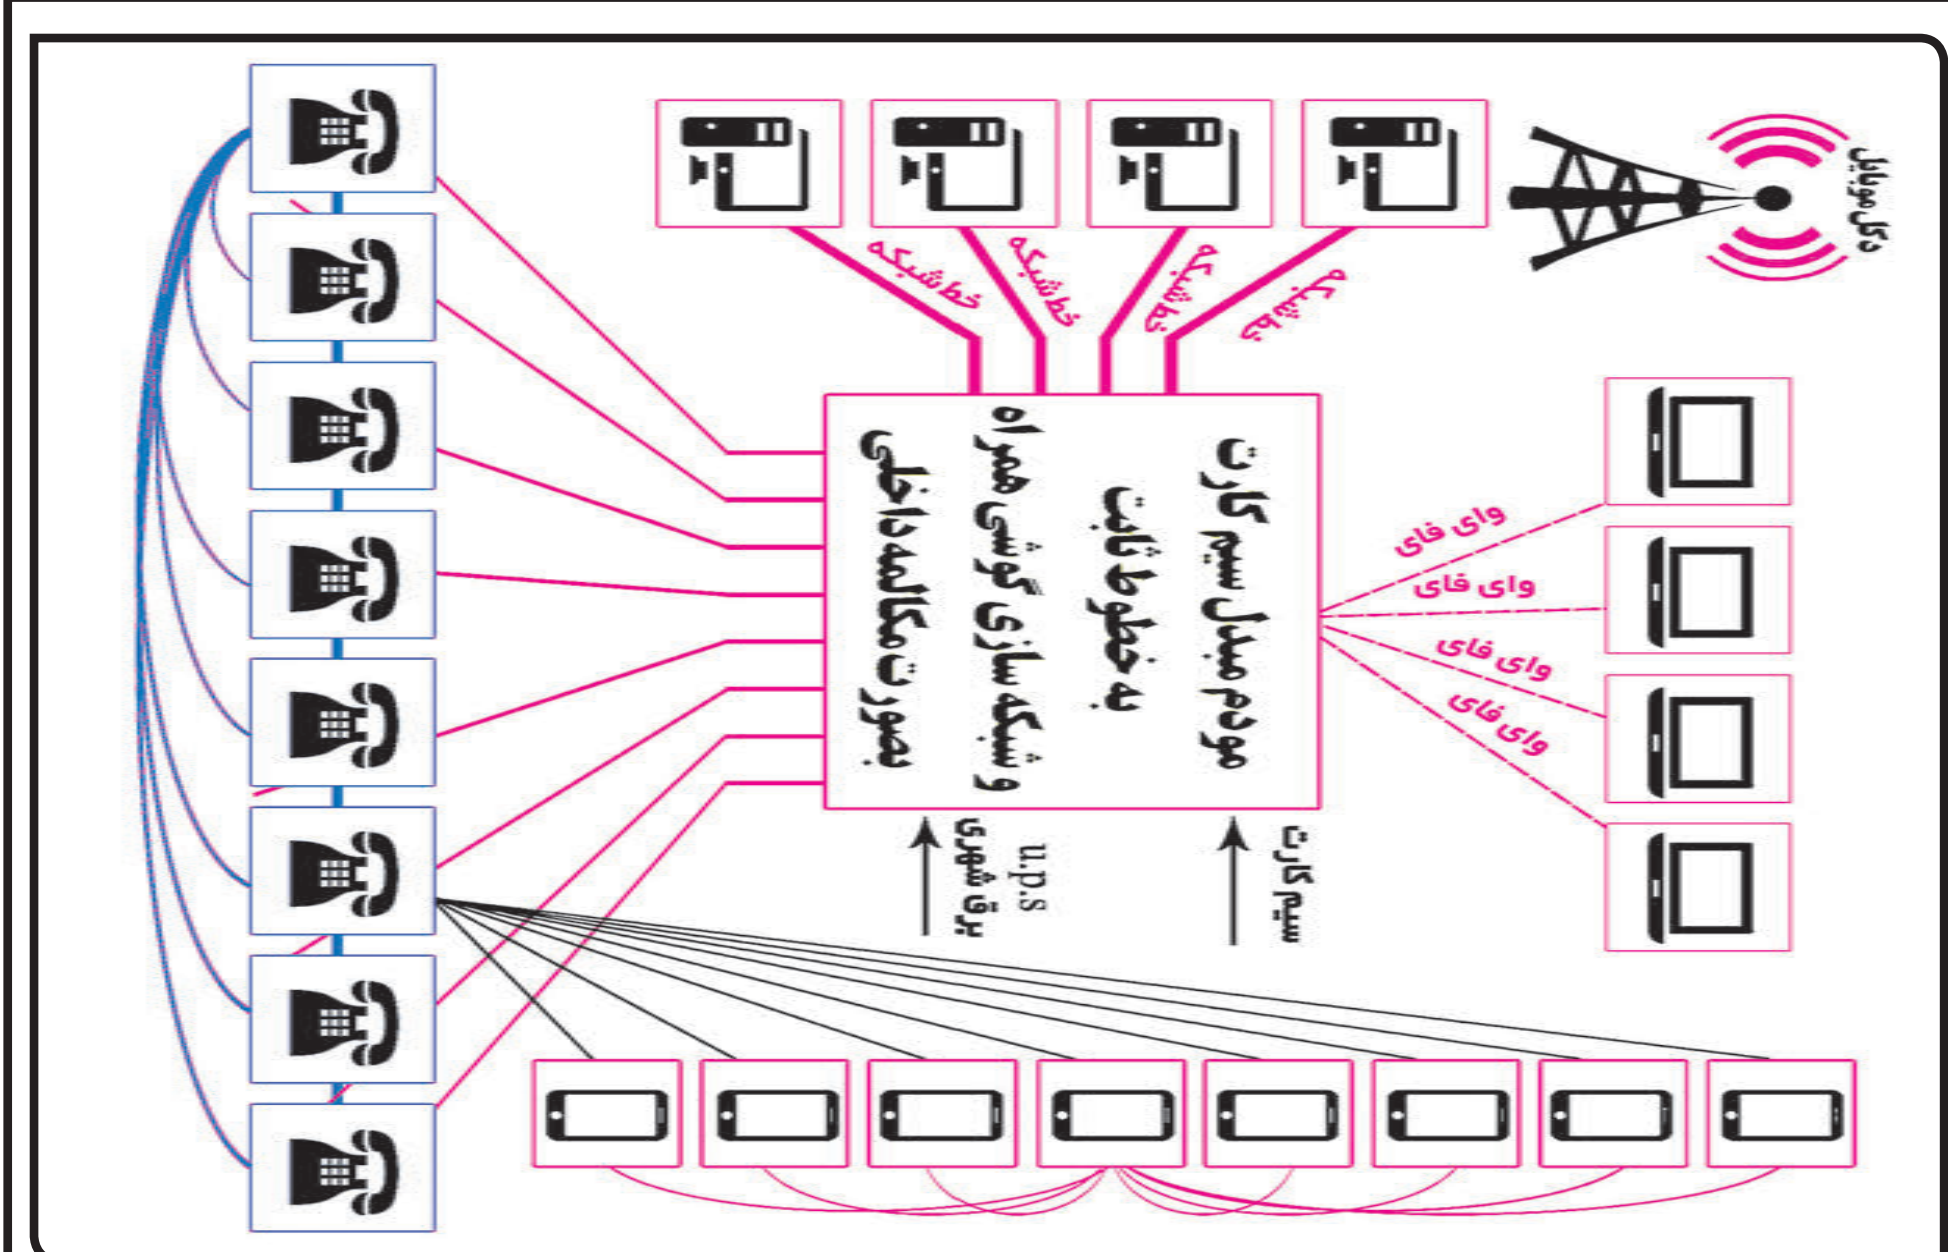 دکل موبایل
خط شبکه
خط شبکه
خط شبکه
خط شبکه
مودم مبدل سیم کارت
به خطوط ثابت
و شبکه سازی گوشی همراه
بصورت مکالمه داخلی
وای فای
وای فای
وای فای
وای فای
سیم کارت
u.p.s
برق شهری